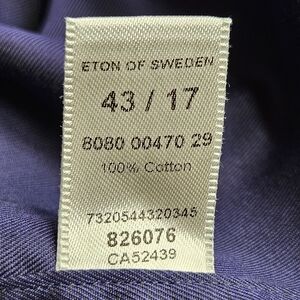 ETON OF SWEDEN
43 / 17
8080 00470 29
100% Cotton
7320544320345
826076
CA52439